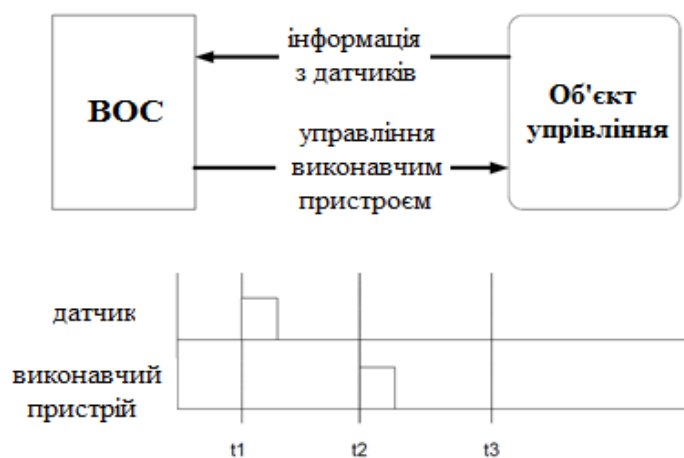 ВОС
інформація
з датчиків
управління
виконавчим
пристроєм
Об'єкт
упрівління
датчик
виконавчий
пристрій
t1
t2
t3